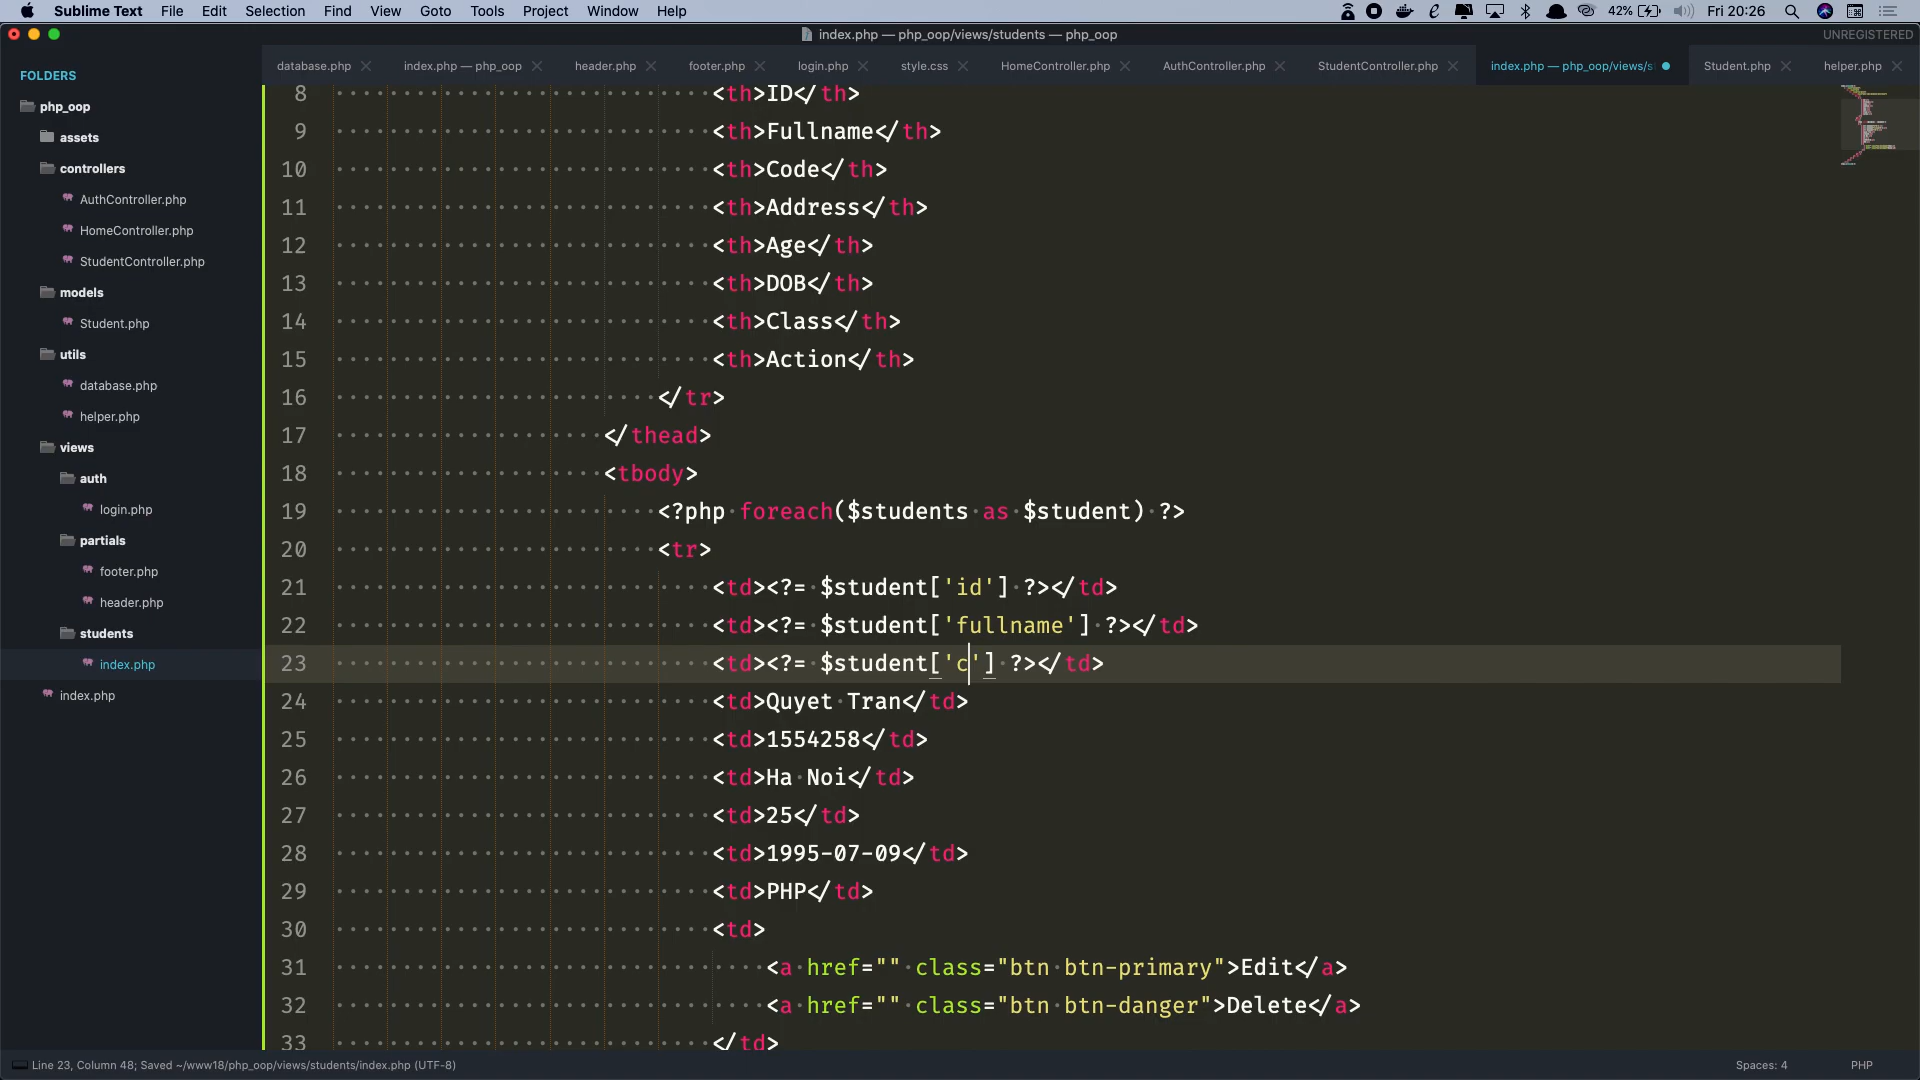 Sublime Text File Edit Selection Find View Goto Tools Project Window Help 42% Fri 20:26
index.php — php_oop/views/students — php_oop UNREGISTERED
FOLDERS
php_oop
assets
controllers
AuthController.php
HomeController.php
StudentController.php
models
Student.php
utils
database.php
helper.php
views
auth
login.php
partials
footer.php
header.php
students
index.php
index.php
database.php index.php — php_oop header.php footer.php login.php style.css HomeController.php AuthController.php StudentController.php index.php — php_oop/views/s Student.php helper.php
8 <th>ID</th>
9 <th>Fullname</th>
10 <th>Code</th>
11 <th>Address</th>
12 <th>Age</th>
13 <th>DOB</th>
14 <th>Class</th>
15 <th>Action</th>
16 </tr>
17 </thead>
18 <tbody>
19 <?php foreach($students as $student) ?>
20 <tr>
21 <td><?= $student['id'] ?></td>
22 <td><?= $student['fullname'] ?></td>
23 <td><?= $student['c'] ?></td>
24 <td>Quyet Tran</td>
25 <td>1554258</td>
26 <td>Ha Noi</td>
27 <td>25</td>
28 <td>1995-07-09</td>
29 <td>PHP</td>
30 <td>
31 <a href="" class="btn btn-primary">Edit</a>
32 <a href="" class="btn btn-danger">Delete</a>
33 </td>
Line 23, Column 48; Saved ~/www18/php_oop/views/students/index.php (UTF-8) Spaces: 4 PHP